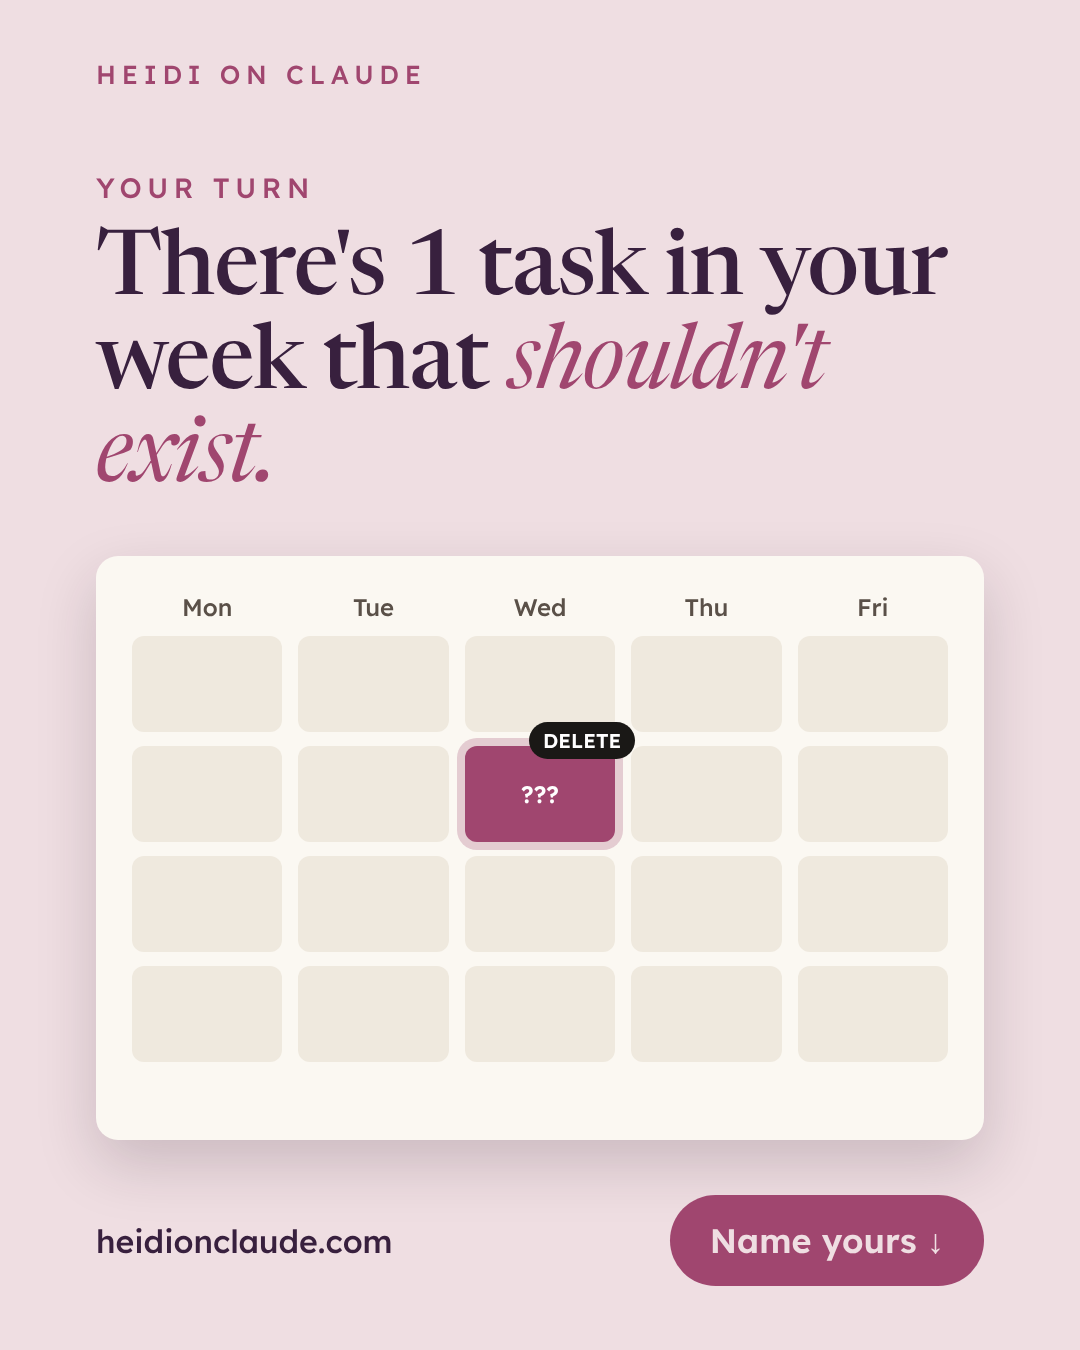 HEIDI ON CLAUDE
YOUR TURN
There's 1 task in your
week that shouldn't
exist.
Mon Tue Wed Thu Fri
DELETE
???
heidionclaude.com
Name yours ↓